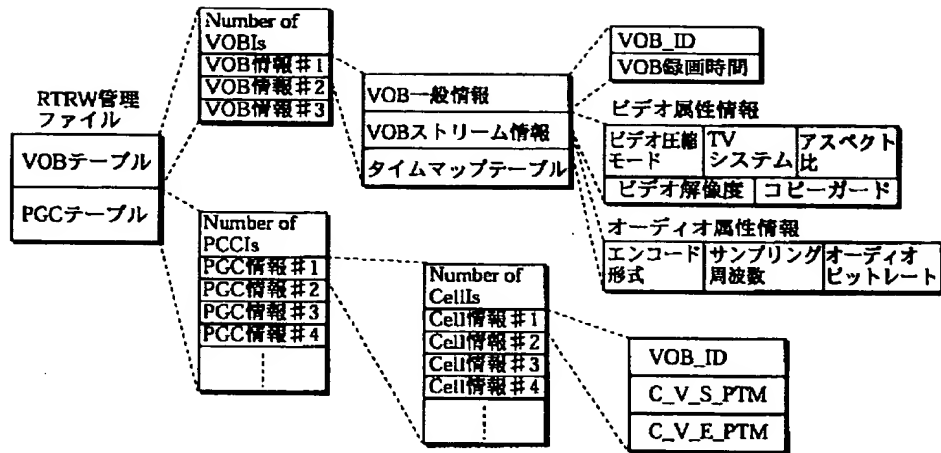 RTRW管理
ファイル
VOBテーブル
PGCテーブル
Number of
VOBIs
VOB情報#1
VOB情報#2
VOB情報#3
VOB一般情報
VOBストリーム情報
タイムマップテーブル
VOB_ID
VOB録画時間
ビデオ属性情報
ビデオ圧縮
モード
TV
システム
アスペクト
比
ビデオ解像度
コピーガード
オーディオ属性情報
エンコード
形式
サンプリング
周波数
オーディオ
ビットレート
Number of
PCCIs
PGC情報#1
PGC情報#2
PGC情報#3
PGC情報#4
Number of
CellIs
Cell情報#1
Cell情報#2
Cell情報#3
Cell情報#4
VOB_ID
C_V_S_PTM
C_V_E_PTM